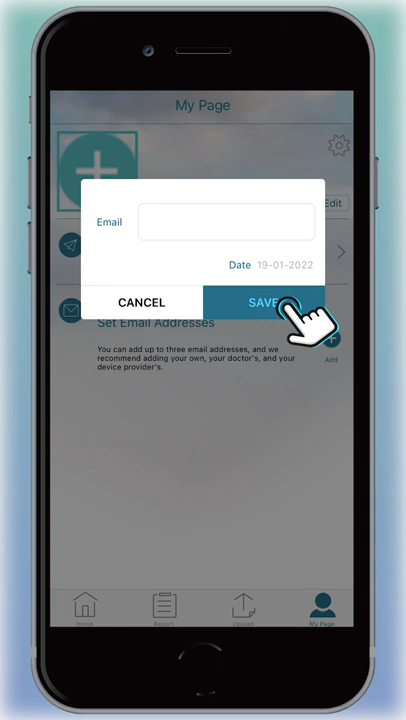 My Page
Edit
Email
Date 19-01-2022
CANCEL
SAVE
Set Email Addresses
You can add up to three email addresses, and we
recommend adding your own, your doctor's, and your
device provider's.
Add
Home
Report
Upload
My Page